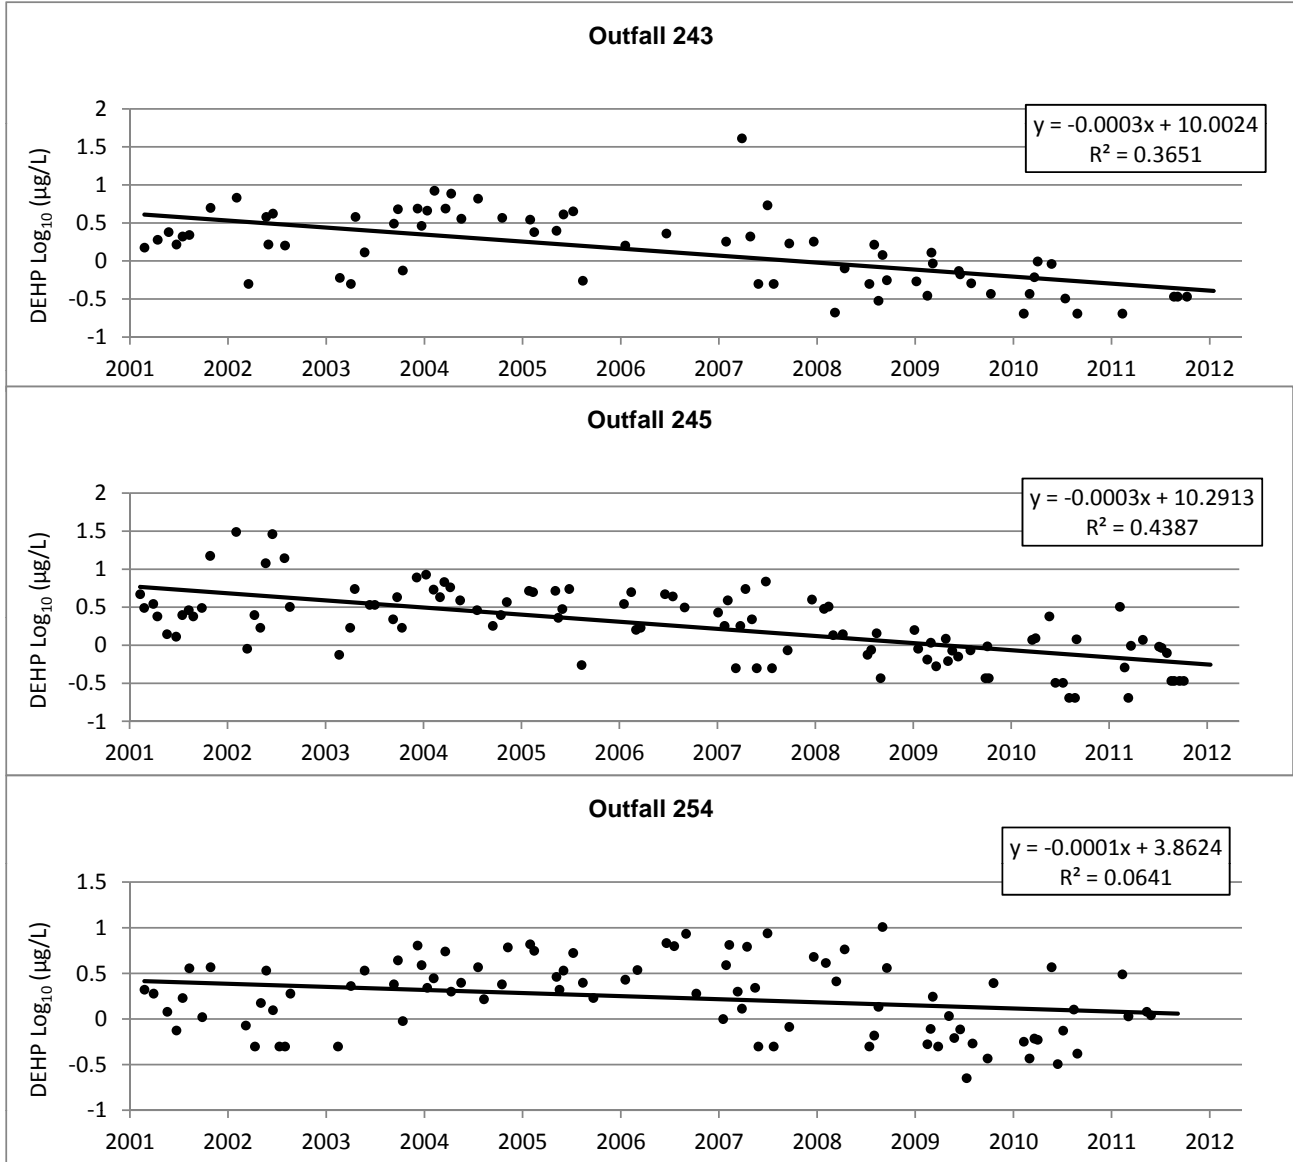 Outfall 243
y = -0.0003x + 10.0024
R² = 0.3651
DEHP Log₁₀ (µg/L)
2
1.5
1
0.5
0
-0.5
-1
2001 2002 2003 2004 2005 2006 2007 2008 2009 2010 2011 2012
Outfall 245
y = -0.0003x + 10.2913
R² = 0.4387
DEHP Log₁₀ (µg/L)
2
1.5
1
0.5
0
-0.5
-1
2001 2002 2003 2004 2005 2006 2007 2008 2009 2010 2011 2012
Outfall 254
y = -0.0001x + 3.8624
R² = 0.0641
DEHP Log₁₀ (µg/L)
1.5
1
0.5
0
-0.5
-1
2001 2002 2003 2004 2005 2006 2007 2008 2009 2010 2011 2012